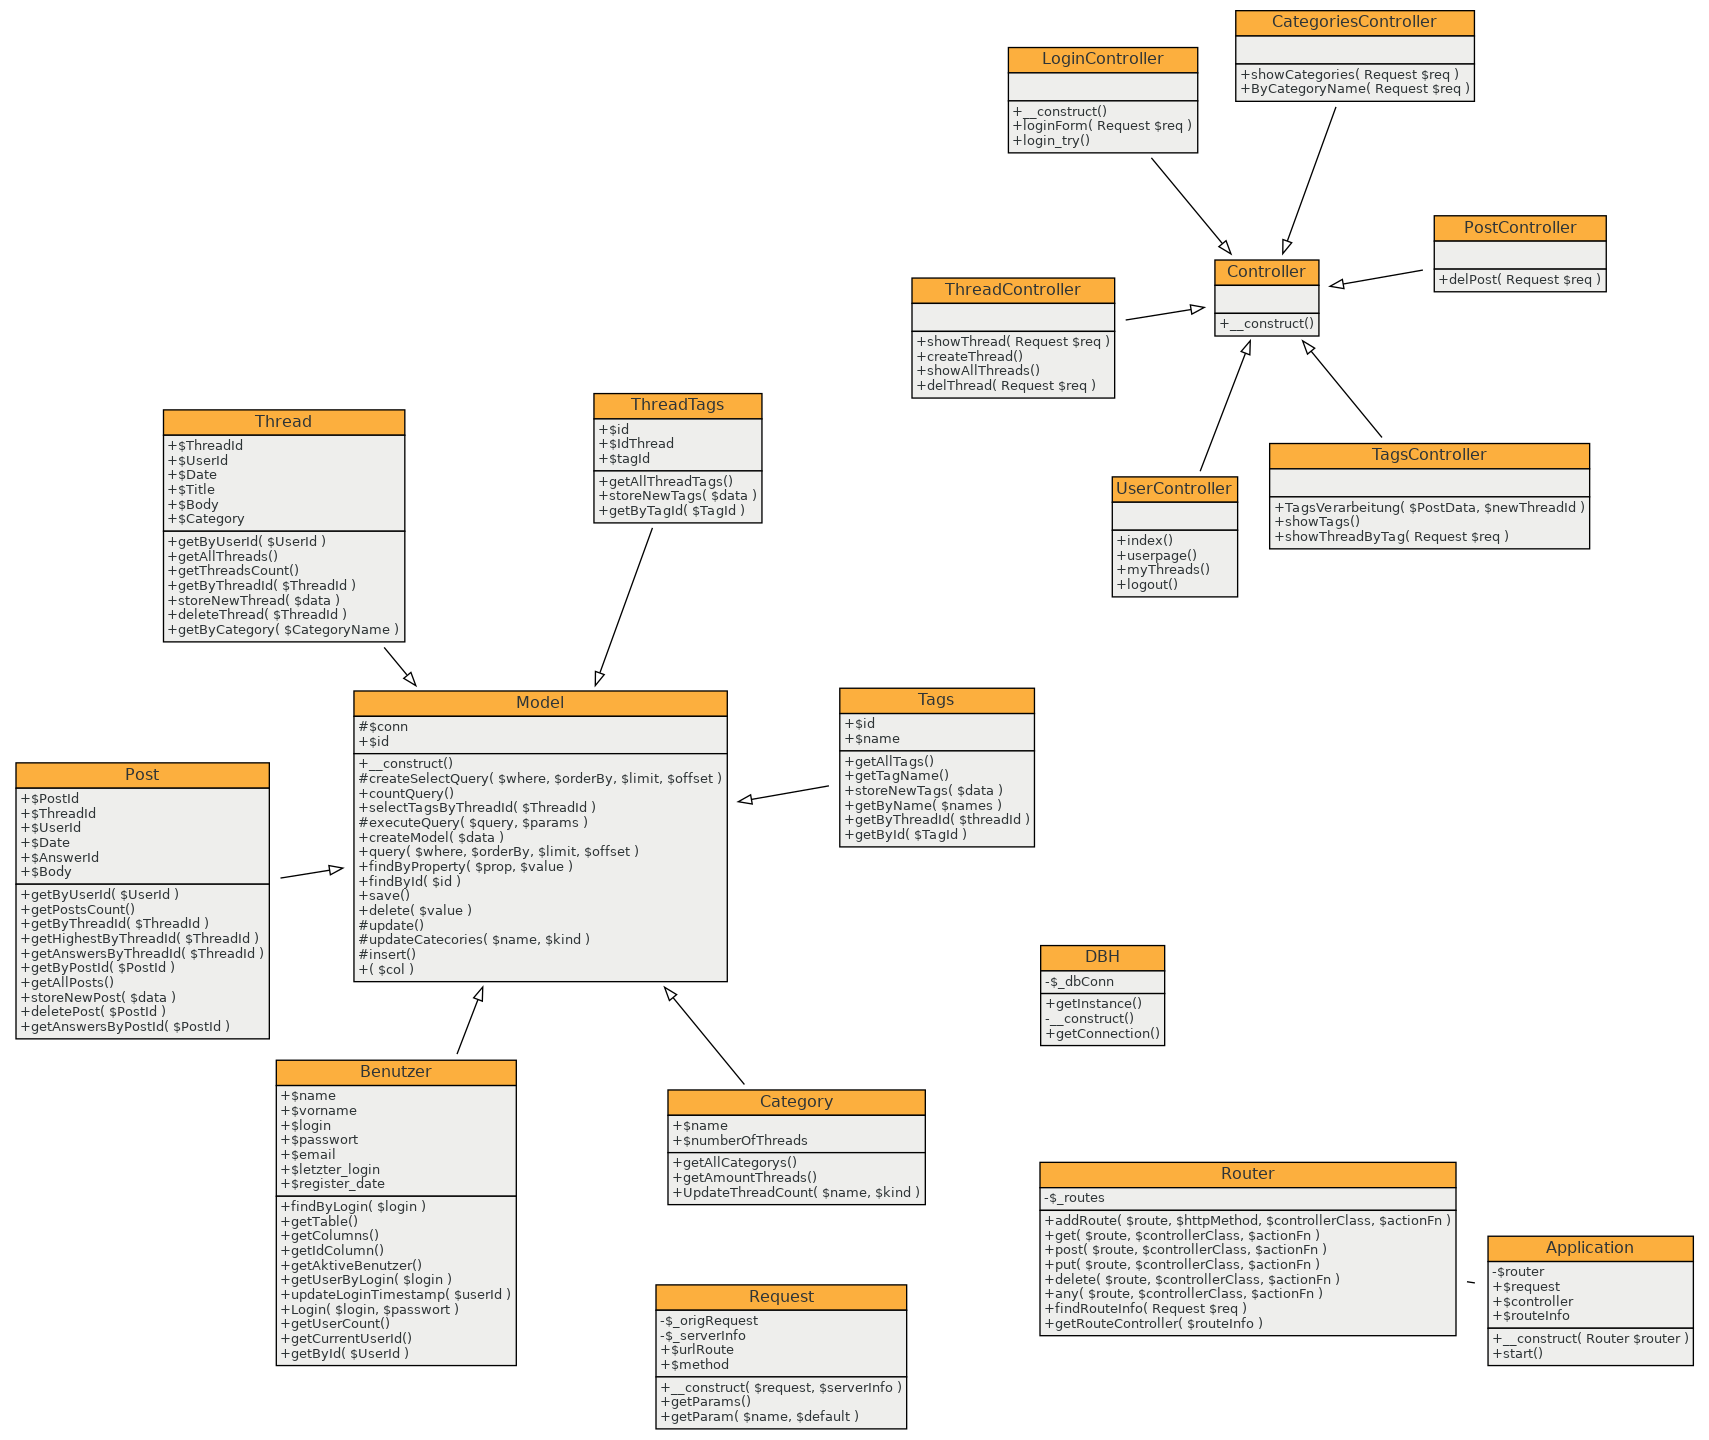 CategoriesController
+showCategories( Request $req )
+ByCategoryName( Request $req )
LoginController
+__construct()
+loginForm( Request $req )
+login_try()
PostController
+delPost( Request $req )
Controller
+__construct()
ThreadController
+showThread( Request $req )
+createThread()
+showAllThreads()
+delThread( Request $req )
ThreadTags
+$id
+$IdThread
+$tagId
+getAllThreadTags()
+storeNewTags( $data )
+getByTagId( $TagId )
Thread
+$ThreadId
+$UserId
+$Date
+$Title
+$Body
+$Category
+getByUserId( $UserId )
+getAllThreads()
+getThreadsCount()
+getByThreadId( $ThreadId )
+storeNewThread( $data )
+deleteThread( $ThreadId )
+getByCategory( $CategoryName )
TagsController
+TagsVerarbeitung( $PostData, $newThreadId )
+showTags()
+showThreadByTag( Request $req )
UserController
+index()
+userpage()
+myThreads()
+logout()
Model
#$conn
+$id
+__construct()
#createSelectQuery( $where, $orderBy, $limit, $offset )
+countQuery()
+selectTagsByThreadId( $ThreadId )
#executeQuery( $query, $params )
+createModel( $data )
+query( $where, $orderBy, $limit, $offset )
+findByProperty( $prop, $value )
+findById( $id )
+save()
+delete( $value )
#update()
#updateCatecories( $name, $kind )
#insert()
+( $col )
Tags
+$id
+$name
+getAllTags()
+getTagName()
+storeNewTags( $data )
+getByName( $names )
+getByThreadId( $threadId )
+getById( $TagId )
Post
+$PostId
+$ThreadId
+$UserId
+$Date
+$AnswerId
+$Body
+getByUserId( $UserId )
+getPostsCount()
+getByThreadId( $ThreadId )
+getHighestByThreadId( $ThreadId )
+getAnswersByThreadId( $ThreadId )
+getByPostId( $PostId )
+getAllPosts()
+storeNewPost( $data )
+deletePost( $PostId )
+getAnswersByPostId( $PostId )
DBH
-$_dbConn
+getInstance()
-__construct()
+getConnection()
Benutzer
+$name
+$vorname
+$login
+$passwort
+$email
+$letzter_login
+$register_date
+findByLogin( $login )
+getTable()
+getColumns()
+getIdColumn()
+getAktiveBenutzer()
+getUserByLogin( $login )
+updateLoginTimestamp( $userId )
+Login( $login, $passwort )
+getUserCount()
+getCurrentUserId()
+getById( $UserId )
Category
+$name
+$numberOfThreads
+getAllCategorys()
+getAmountThreads()
+UpdateThreadCount( $name, $kind )
Router
-$_routes
+addRoute( $route, $httpMethod, $controllerClass, $actionFn )
+get( $route, $controllerClass, $actionFn )
+post( $route, $controllerClass, $actionFn )
+put( $route, $controllerClass, $actionFn )
+delete( $route, $controllerClass, $actionFn )
+any( $route, $controllerClass, $actionFn )
+findRouteInfo( Request $req )
+getRouteController( $routeInfo )
Application
-$router
+$request
+$controller
+$routeInfo
+__construct( Router $router )
+start()
Request
-$_origRequest
-$_serverInfo
+$urlRoute
+$method
+__construct( $request, $serverInfo )
+getParams()
+getParam( $name, $default )